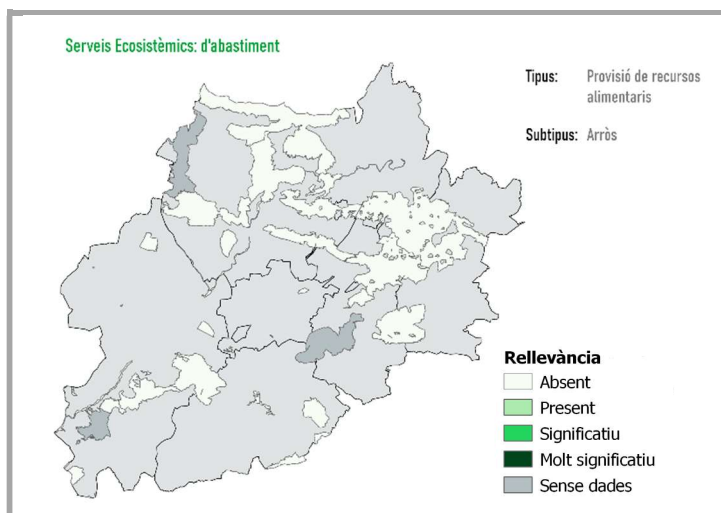 Serveis Ecosistèmics: d'abastiment
Tipus: Provisió de recursos
alimentaris
Subtipus: Arròs
Rellevància
Absent
Present
Significatiu
Molt significatiu
Sense dades